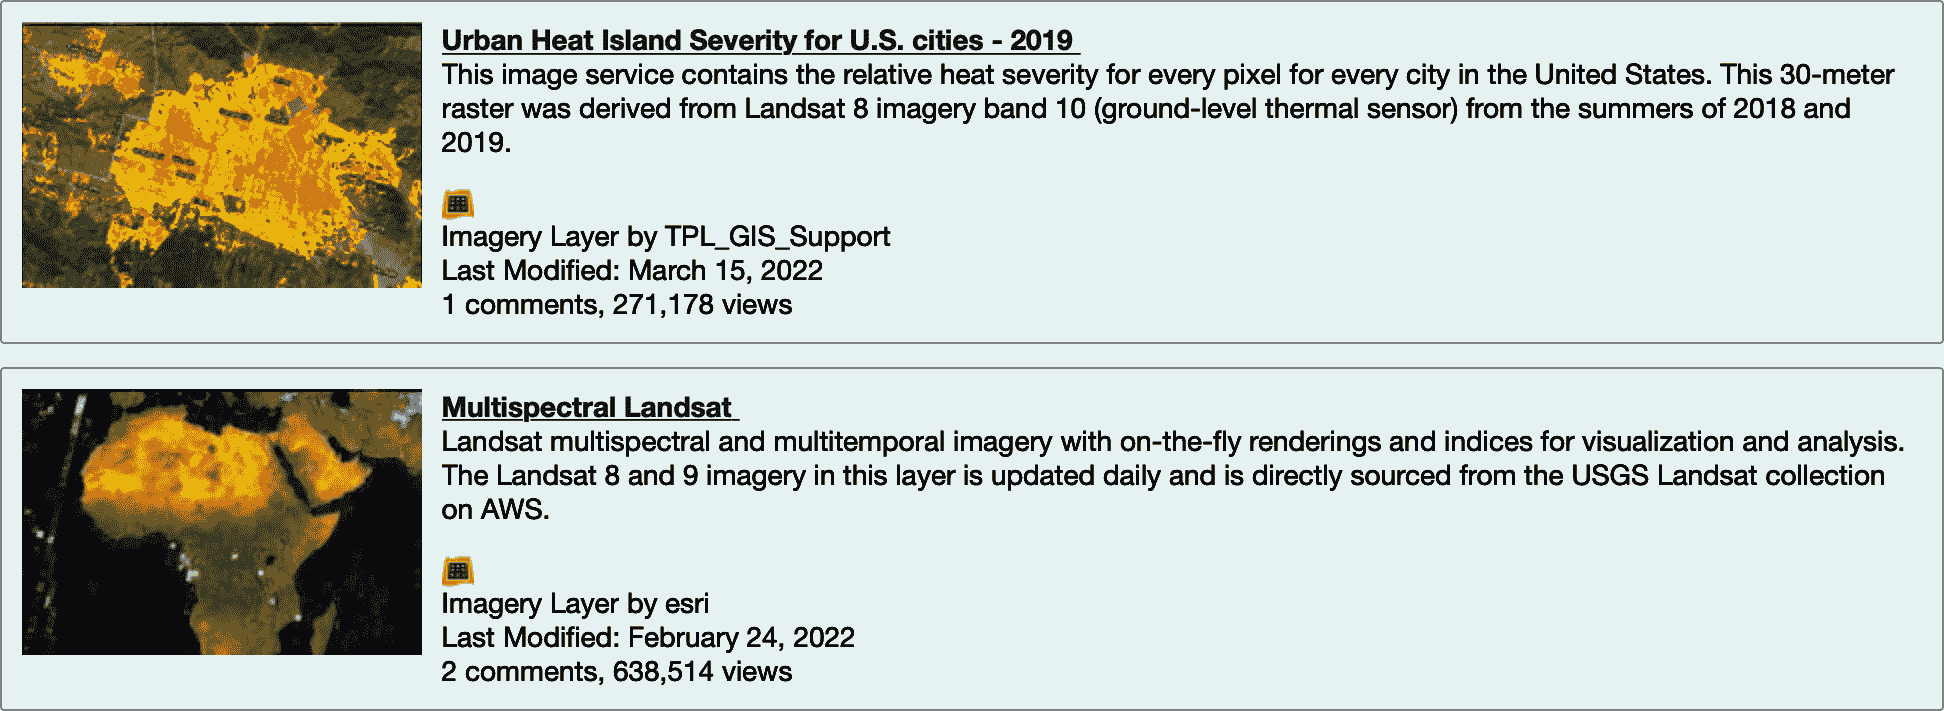 Urban Heat Island Severity for U.S. cities - 2019
This image service contains the relative heat severity for every pixel for every city in the United States. This 30-meter
raster was derived from Landsat 8 imagery band 10 (ground-level thermal sensor) from the summers of 2018 and
2019.
Imagery Layer by TPL_GIS_Support
Last Modified: March 15, 2022
1 comments, 271,178 views
Multispectral Landsat
Landsat multispectral and multitemporal imagery with on-the-fly renderings and indices for visualization and analysis.
The Landsat 8 and 9 imagery in this layer is updated daily and is directly sourced from the USGS Landsat collection
on AWS.
Imagery Layer by esri
Last Modified: February 24, 2022
2 comments, 638,514 views